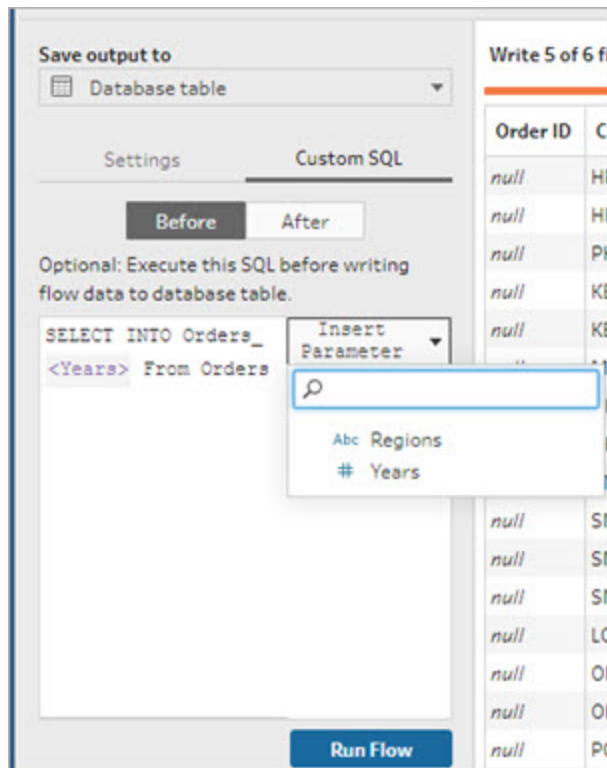 Save output to
Database table
Settings
Custom SQL
Before
After
Optional: Execute this SQL before writing
flow data to database table.
SELECT INTO Orders_
<Years> From Orders
Insert
Parameter
Abc Regions
# Years
Run Flow
Write 5 of 6
Order ID
null
null
null
null
null
null
null
null
null
null
null
null